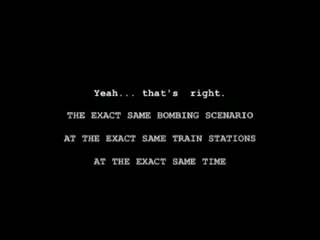 Yeah... that's right.
THE EXACT SAME BOMBING SCENARIO
AT THE EXACT SAME TRAIN STATIONS
AT THE EXACT SAME TIME